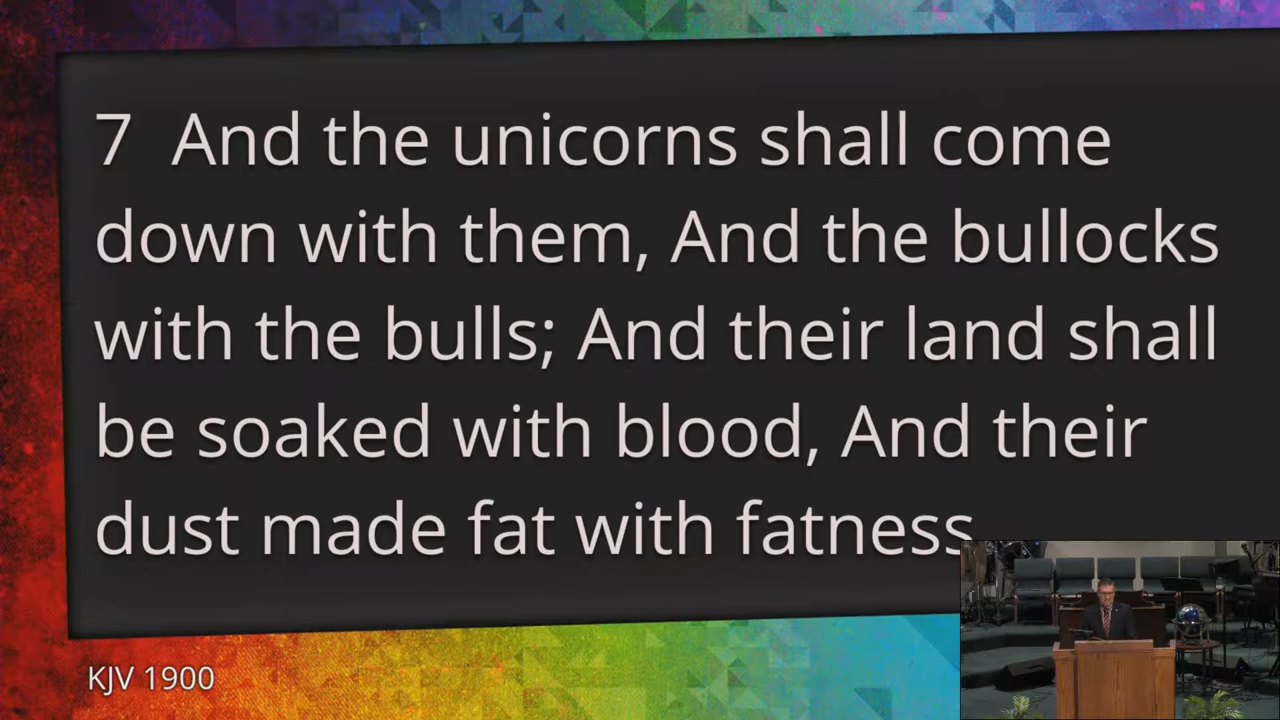 7 And the unicorns shall come
down with them, And the bullocks
with the bulls; And their land shall
be soaked with blood, And their
dust made fat with fatness
KJV 1900